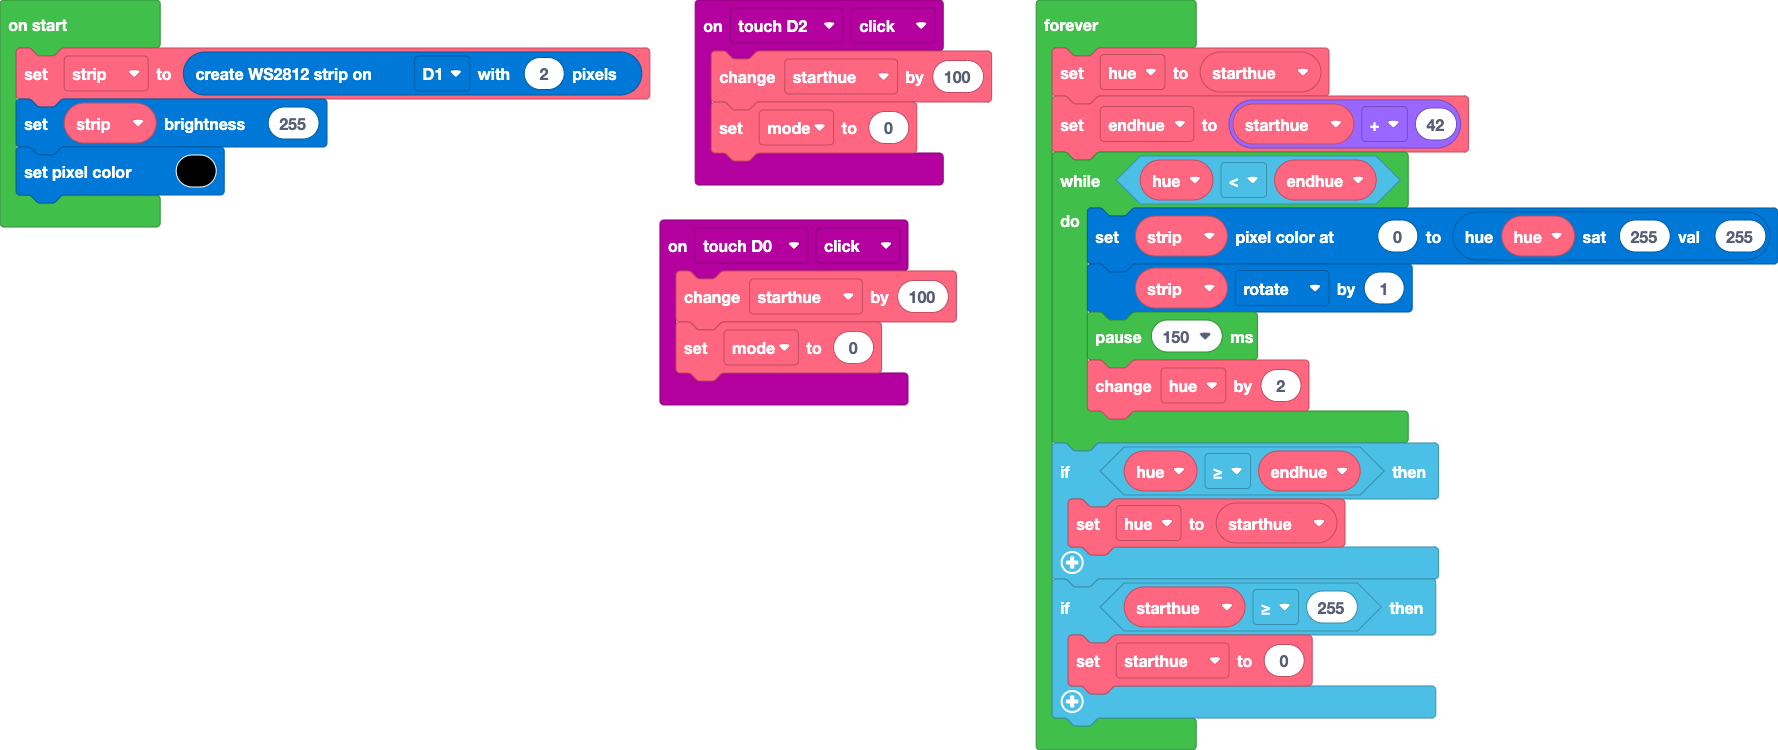 on start
set strip to create WS2812 strip on D1 with 2 pixels
set strip brightness 255
set pixel color
on touch D2 click
change starthue by 100
set mode to 0
on touch D0 click
change starthue by 100
set mode to 0
forever
set hue to starthue
set endhue to starthue + 42
while hue < endhue
do
set strip pixel color at 0 to hue hue sat 255 val 255
strip rotate by 1
pause 150 ms
change hue by 2
if hue ≥ endhue then
set hue to starthue
if starthue ≥ 255 then
set starthue to 0